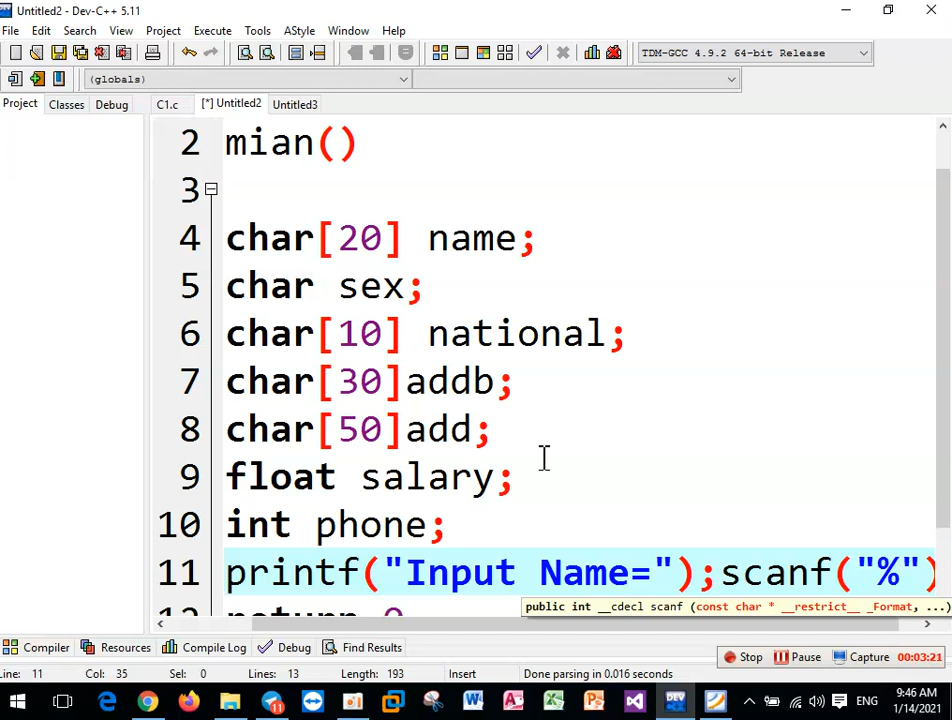 Untitled2 - Dev-C++ 5.11
File Edit Search View Project Execute Tools AStyle Window Help
TDM-GCC 4.9.2 64-bit Release
(globals)
Project Classes Debug C1.c [*] Untitled2 Untitled3
2 mian()
3
4 char[20] name;
5 char sex;
6 char[10] national;
7 char[30]addb;
8 char[50]add;
9 float salary;
10 int phone;
11 printf("Input Name=");scanf("%")
12 return 0
public int __cdecl scanf (const char * __restrict__ _Format, ...)
Compiler Resources Compile Log Debug Find Results
Stop Pause Capture 00:03:21
Line: 11 Col: 35 Sel: 0 Lines: 13 Length: 193 Insert Done parsing in 0.016 seconds
ENG
9:46 AM
1/14/2021